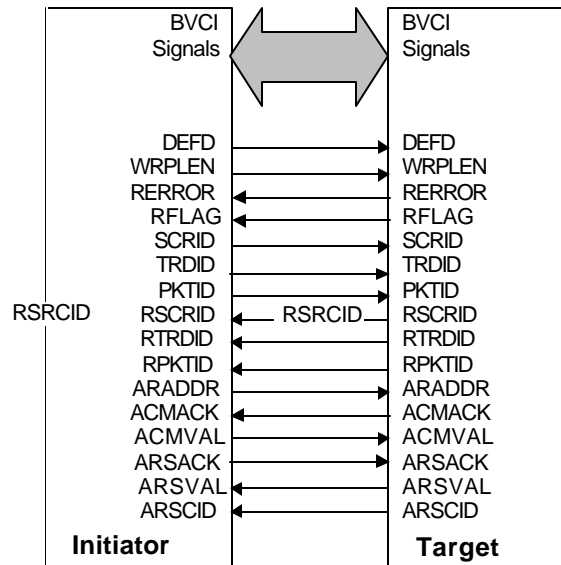 BVCI BVCI
Signals Signals
DEFD DEFD
WRPLEN WRPLEN
RERROR RERROR
RFLAG RFLAG
SCRID SCRID
TRDID TRDID
PKTID PKTID
RSRCID RSCRID RSRCID RSCRID
RTRDID RTRDID
RPKTID RPKTID
ARADDR ARADDR
ACMACK ACMACK
ACMVAL ACMVAL
ARSACK ARSACK
ARSVAL ARSVAL
ARSCID ARSCID
Initiator Target